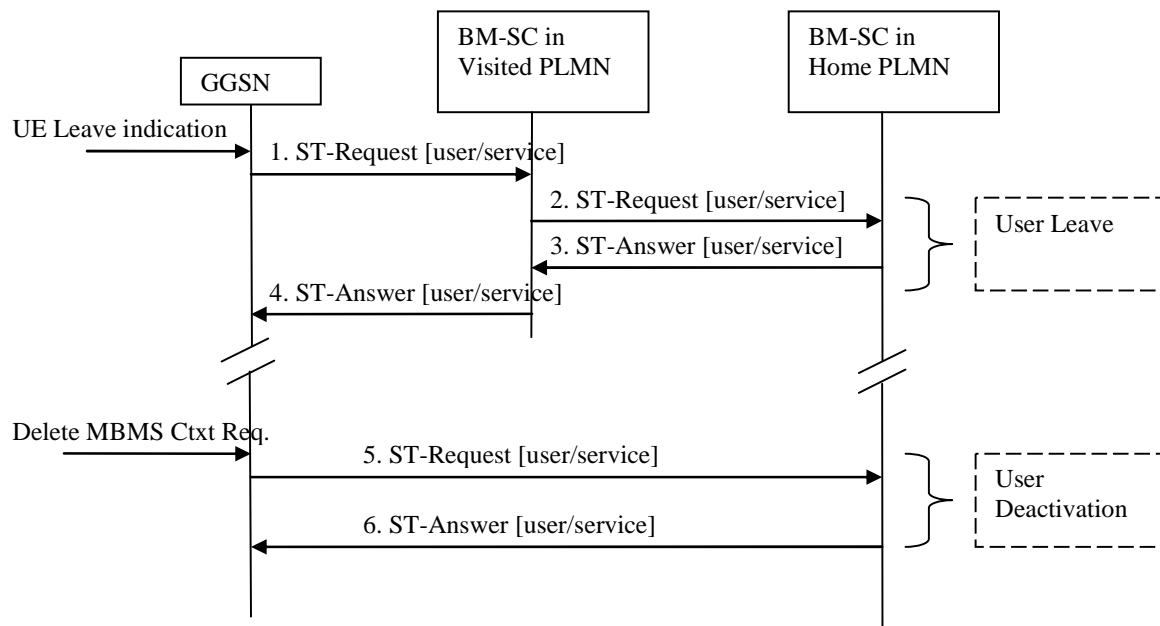 BM-SC in
Visited PLMN
BM-SC in
Home PLMN
GGSN
UE Leave indication
1. ST-Request [user/service]
2. ST-Request [user/service]
User Leave
3. ST-Answer [user/service]
4. ST-Answer [user/service]
Delete MBMS Ctxt Req.
5. ST-Request [user/service]
User
Deactivation
6. ST-Answer [user/service]